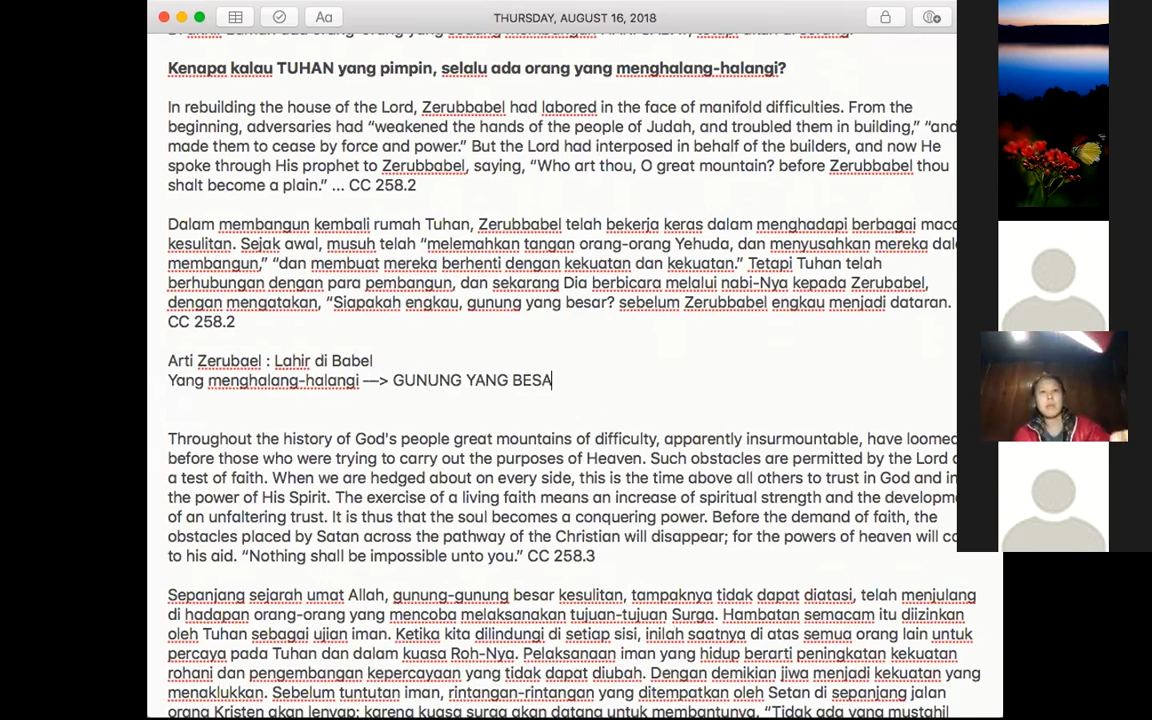 THURSDAY, AUGUST 16, 2018
Aa
Kenapa kalau TUHAN yang pimpin, selalu ada orang yang menghalang-halangi?
In rebuilding the house of the Lord, Zerubbabel had labored in the face of manifold difficulties. From the
beginning, adversaries had “weakened the hands of the people of Judah, and troubled them in building,” “and
made them to cease by force and power.” But the Lord had interposed in behalf of the builders, and now He
spoke through His prophet to Zerubbabel, saying, “Who art thou, O great mountain? before Zerubbabel thou
shalt become a plain.” ... CC 258.2
Dalam membangun kembali rumah Tuhan, Zerubbabel telah bekerja keras dalam menghadapi berbagai
kesulitan. Sejak awal, musuh telah “melemahkan tangan orang-orang Yehuda, dan menyusahkan mereka
membangun,” “dan membuat mereka berhenti dengan kekuatan dan kekuatan.” Tetapi Tuhan telah
berhubungan dengan para pembangun, dan sekarang Dia berbicara melalui nabi-Nya kepada Zerubabel,
dengan mengatakan, “Siapakah engkau, gunung yang besar? sebelum Zerubbabel engkau menjadi dataran.
CC 258.2
Arti Zerubael : Lahir di Babel
Yang menghalang-halangi —-> GUNUNG YANG BESA
Throughout the history of God's people great mountains of difficulty, apparently insurmountable, have loomed
before those who were trying to carry out the purposes of Heaven. Such obstacles are permitted by the Lord
a test of faith. When we are hedged about on every side, this is the time above all others to trust in God and in
the power of His Spirit. The exercise of a living faith means an increase of spiritual strength and the
of an unfaltering trust. It is thus that the soul becomes a conquering power. Before the demand of faith, the
obstacles placed by Satan across the pathway of the Christian will disappear; for the powers of heaven will
to his aid. “Nothing shall be impossible unto you.” CC 258.3
Sepanjang sejarah umat Allah, gunung-gunung besar kesulitan, tampaknya tidak dapat diatasi, telah menjulang
di hadapan orang-orang yang mencoba melaksanakan tujuan-tujuan Surga. Hambatan semacam itu diizinkan
oleh Tuhan sebagai ujian iman. Ketika kita dilindungi di setiap sisi, inilah saatnya di atas semua orang lain untuk
percaya pada Tuhan dan dalam kuasa Roh-Nya. Pelaksanaan iman yang hidup berarti peningkatan kekuatan
rohani dan pengembangan kepercayaan yang tidak dapat diubah. Dengan demikian jiwa menjadi kekuatan yang
menaklukkan. Sebelum tuntutan iman, rintangan-rintangan yang ditempatkan oleh Setan di sepanjang jalan
orang Kristen akan lenyap; karena kuasa surga akan datang untuk membantunya. “Tidak ada yang mustahil